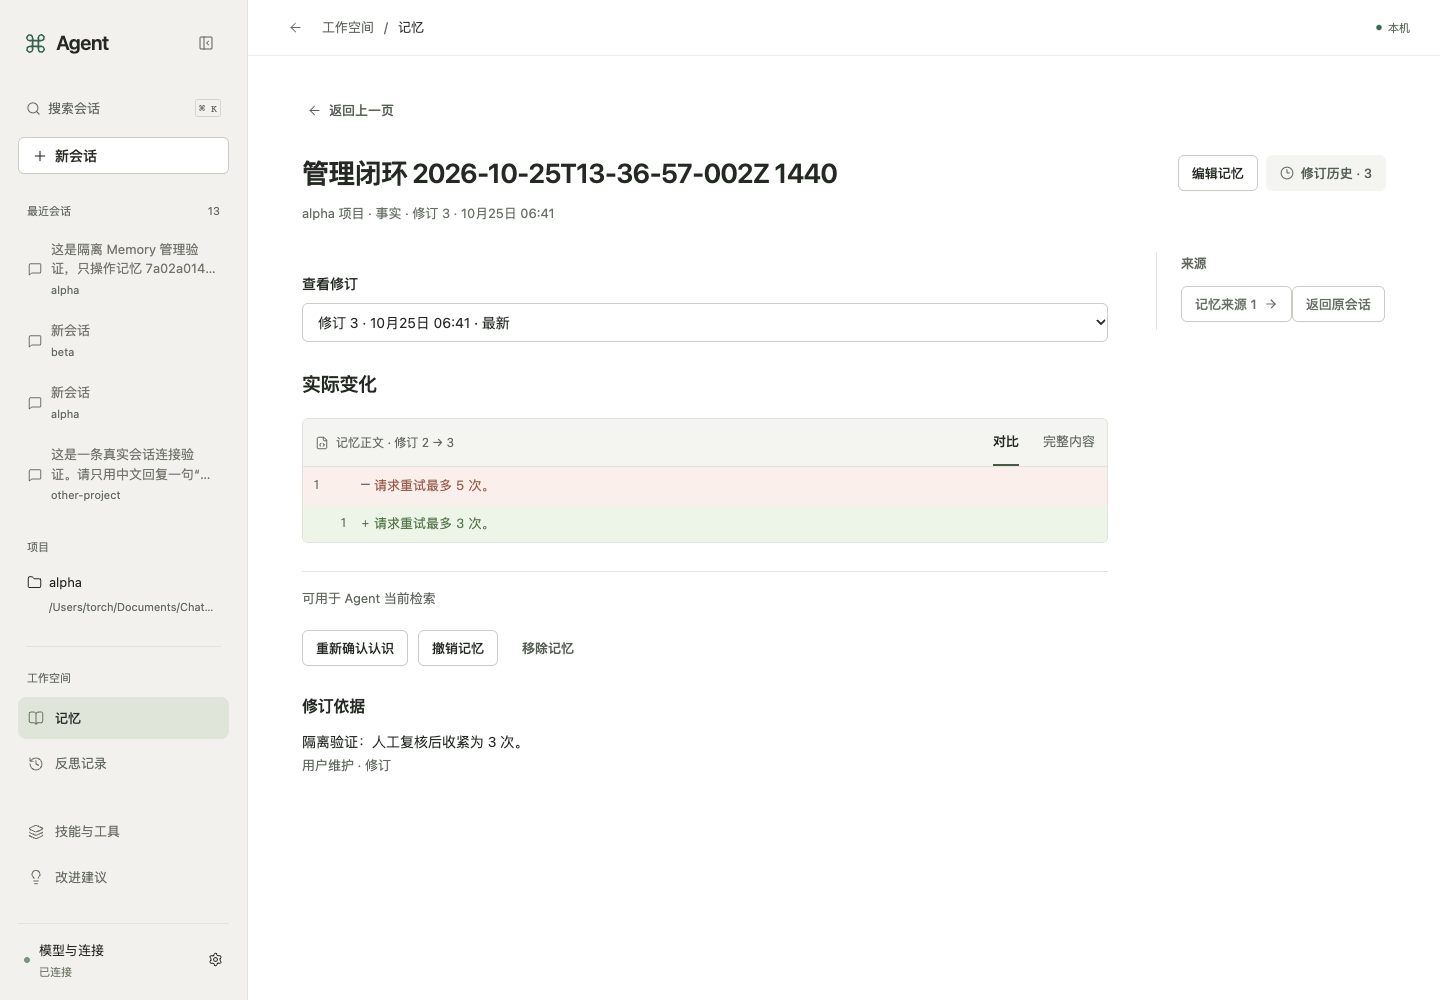 Agent
搜索会话
⌘ K
新会话
最近会话 13
这是隔离 Memory 管理验
证，只操作记忆 7a02a014...
alpha
新会话
beta
新会话
alpha
这是一条真实会话连接验
证。请只用中文回复一句“...
other-project
项目
alpha
/Users/torch/Documents/Chat...
工作空间
记忆
反思记录
技能与工具
改进建议
模型与连接
已连接
工作空间 / 记忆
本机
返回上一页
管理闭环 2026-10-25T13-36-57-002Z 1440
编辑记忆
修订历史 · 3
alpha 项目 · 事实 · 修订 3 · 10月25日 06:41
查看修订
修订 3 · 10月25日 06:41 · 最新
实际变化
记忆正文 · 修订 2 → 3
对比
完整内容
1 − 请求重试最多 5 次。
1 + 请求重试最多 3 次。
可用于 Agent 当前检索
重新确认认识
撤销记忆
移除记忆
修订依据
隔离验证：人工复核后收紧为 3 次。
用户维护 · 修订
来源
记忆来源 1 →
返回原会话